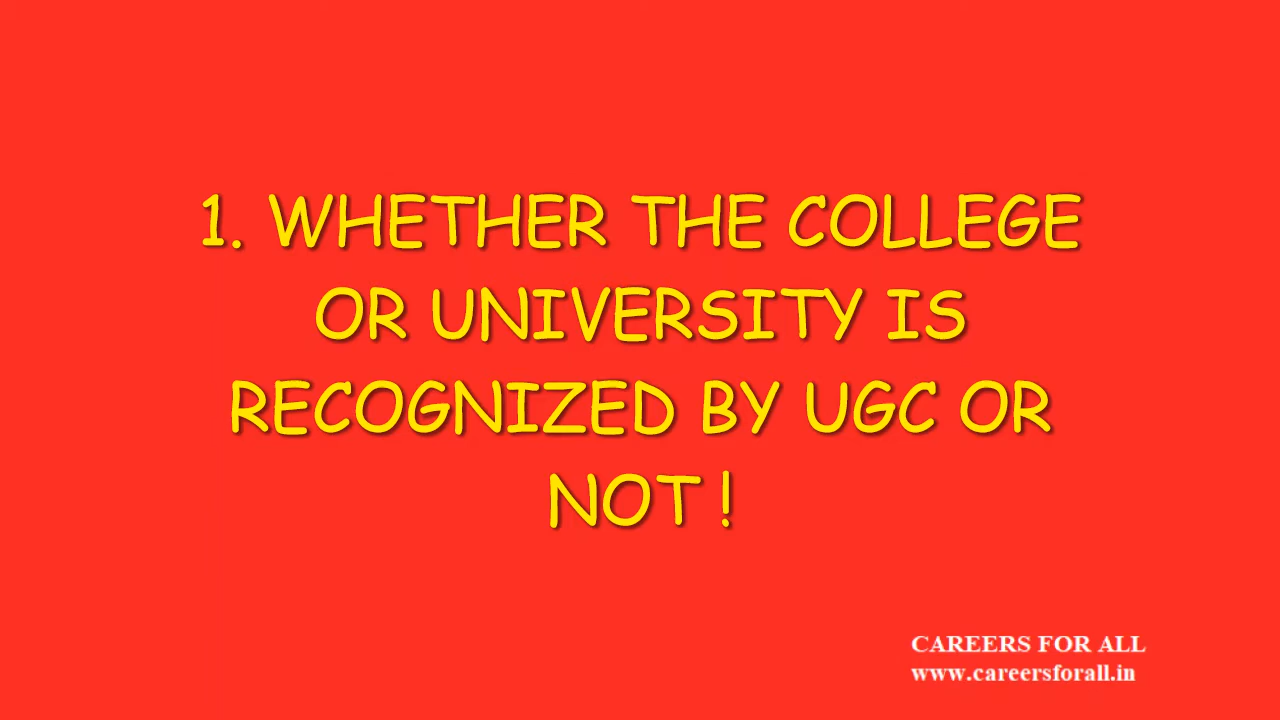 1. WHETHER THE COLLEGE
OR UNIVERSITY IS
RECOGNIZED BY UGC OR
NOT !
CAREERS FOR ALL
www.careersforall.in